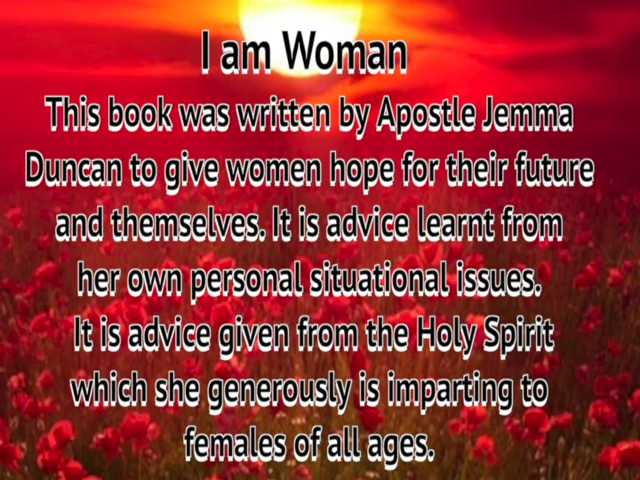 I am Woman
This book was written by Apostle Jemma
Duncan to give women hope for their future
and themselves. It is advice learnt from
her own personal situational issues.
It is advice given from the Holy Spirit
which she generously is imparting to
females of all ages.